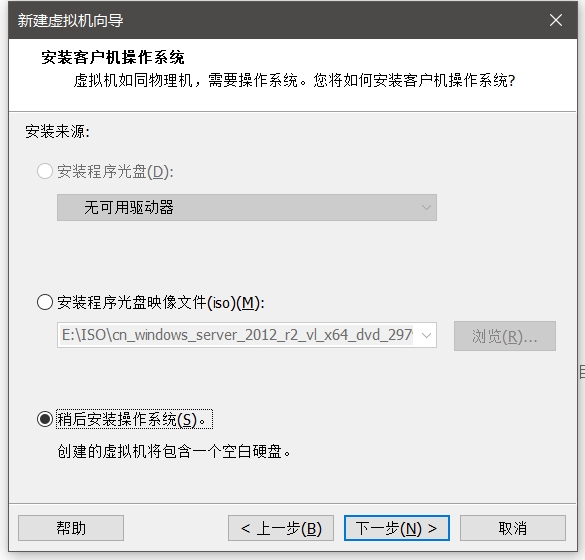 新建虚拟机向导
安装客户机操作系统
虚拟机如同物理机，需要操作系统。您将如何安装客户机操作系统?
安装来源:
安装程序光盘(D):
无可用驱动器
安装程序光盘映像文件(iso)(M):
E:\ISO\cn_windows_server_2012_r2_vl_x64_dvd_297
浏览(R)...
稍后安装操作系统(S)。
创建的虚拟机将包含一个空白硬盘。
帮助
< 上一步(B)
下一步(N) >
取消